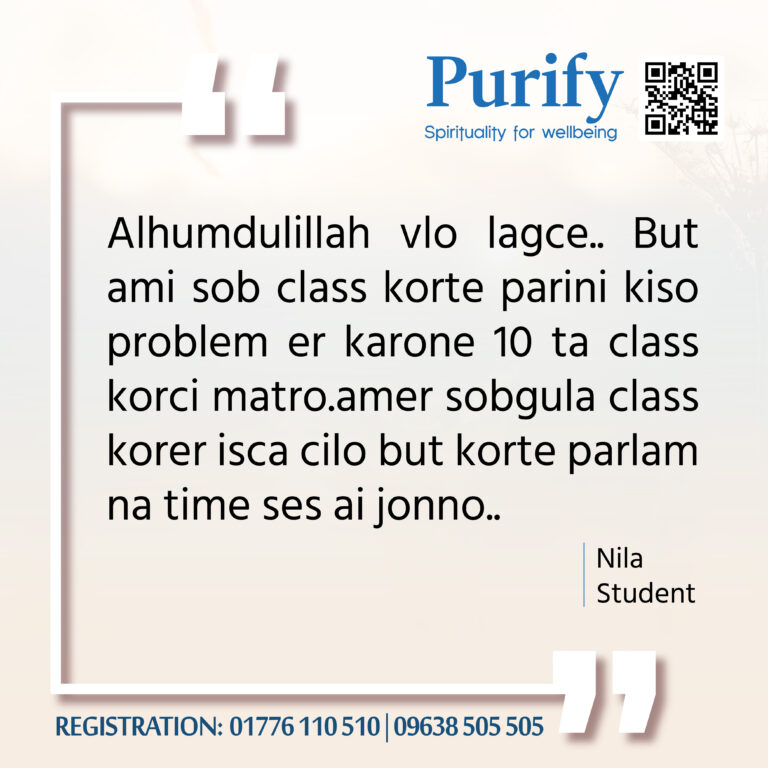 Purify
Spirituality for wellbeing
Alhumdulillah vlo lagce.. But
ami sob class korte parini kiso
problem er karone 10 ta class
korci matro.amer sobgula class
korer isca cilo but korte parlam
na time ses ai jonno..
Nila
Student
REGISTRATION: 01776 110 510 | 09638 505 505